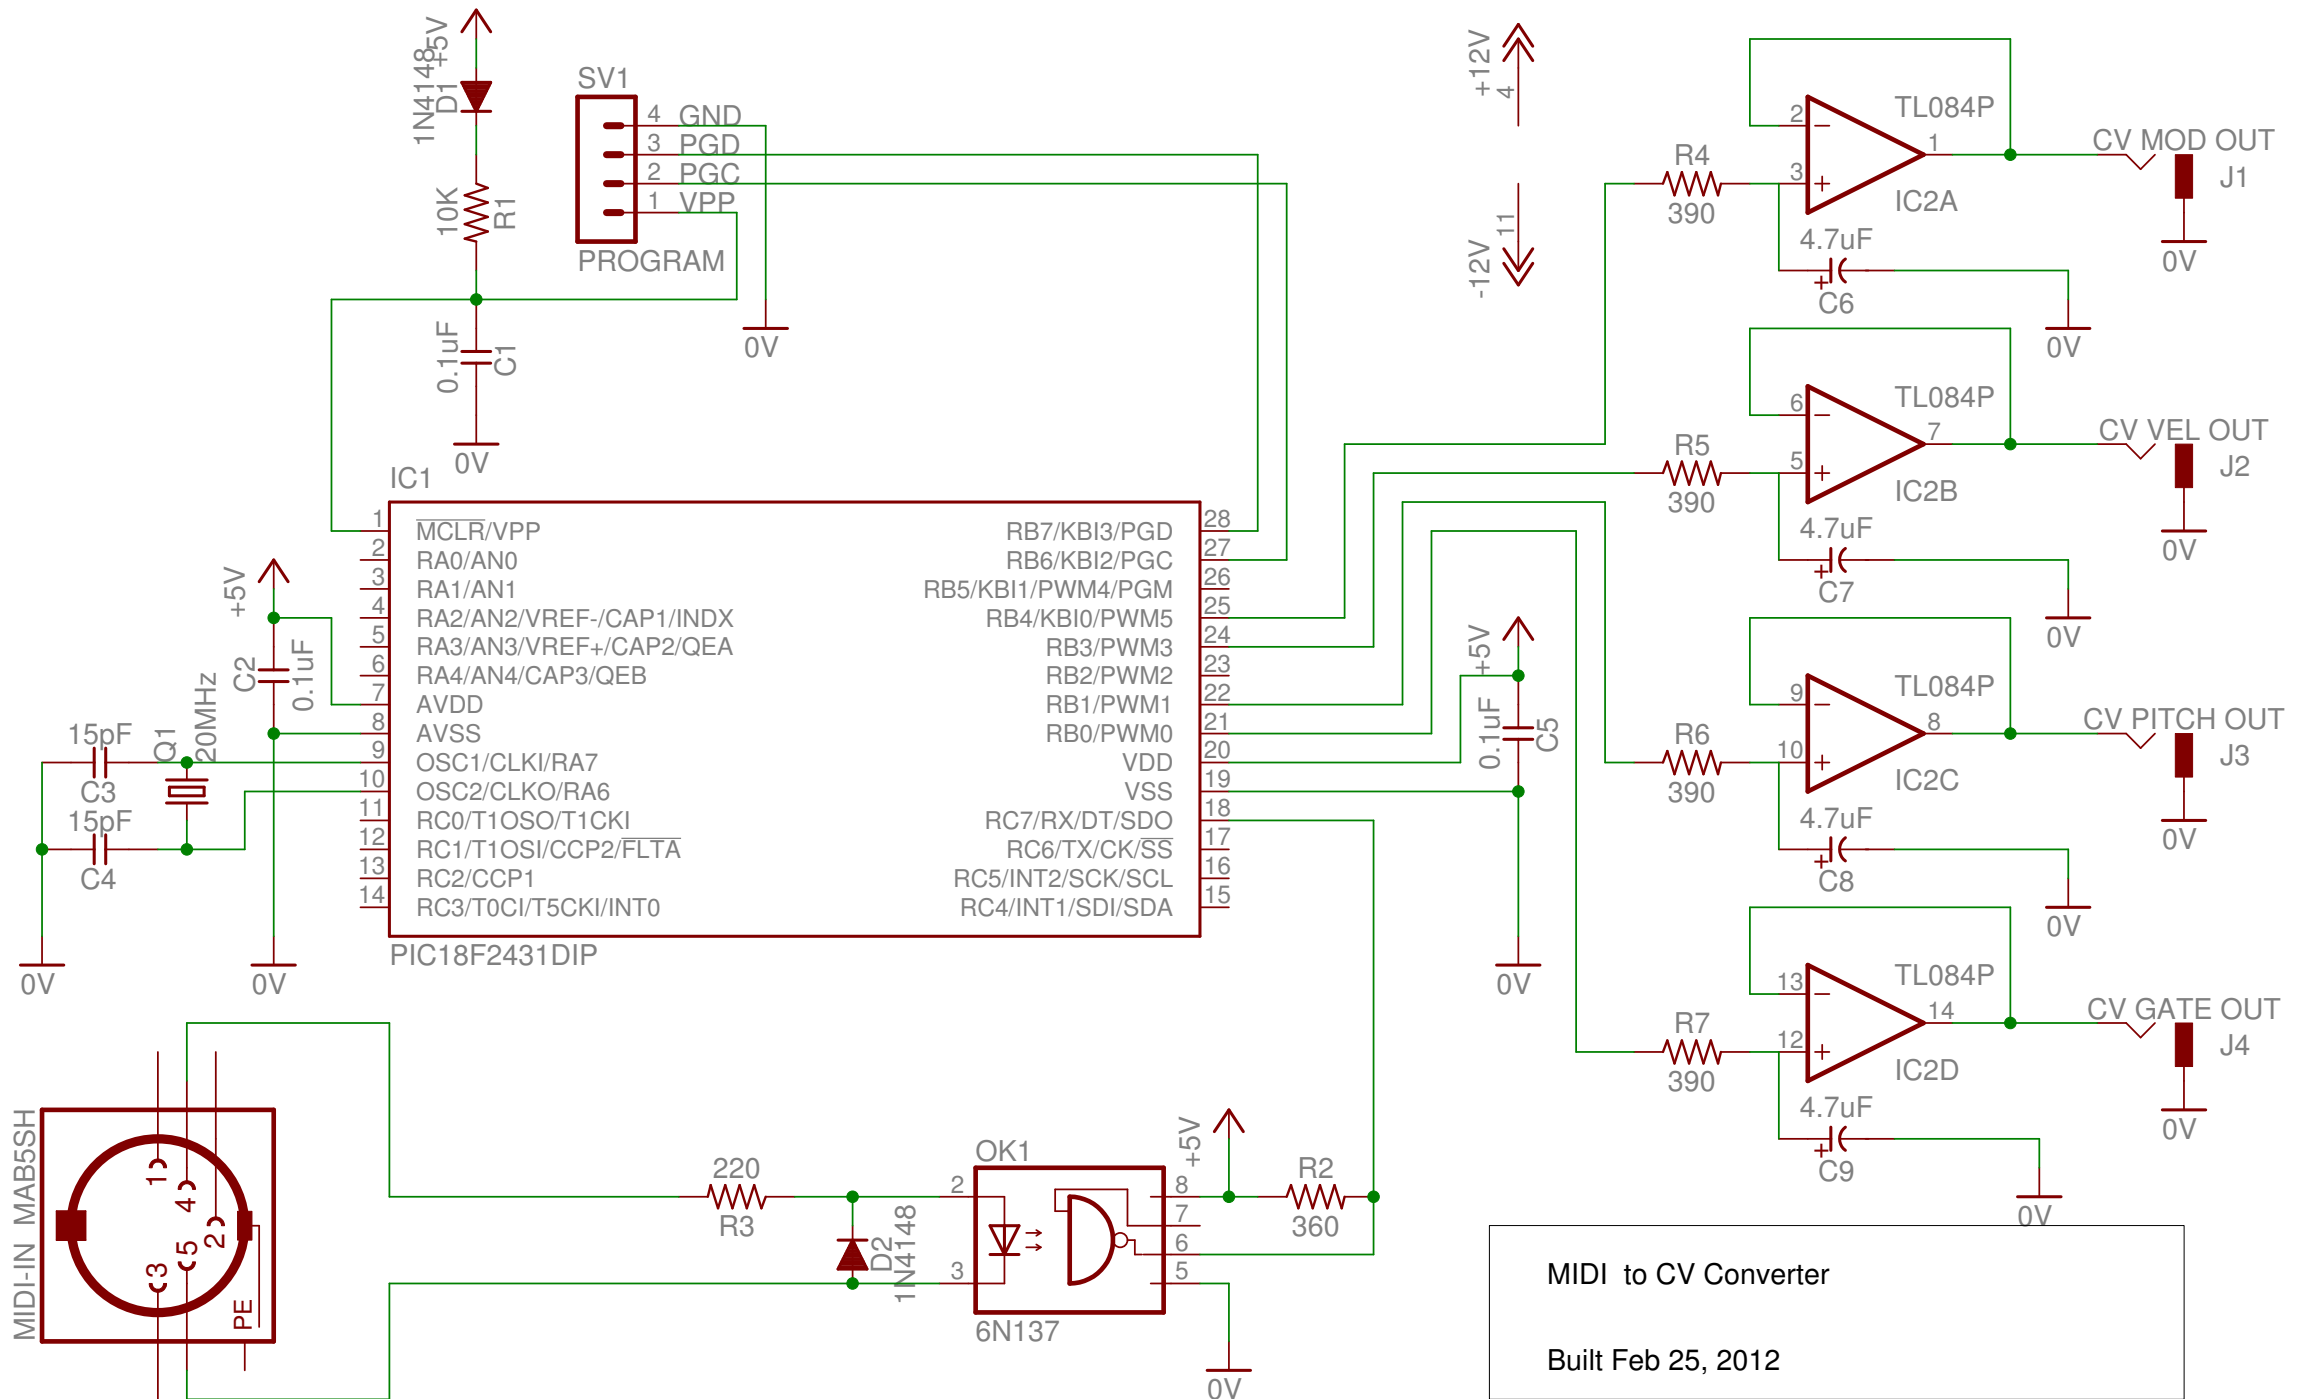 +5V
1N4148
D1
10K
R1
0.1uF
C1
0V
SV1
4 GND
3 PGD
2 PGC
1 VPP
PROGRAM
0V
+12V
4
11
-12V
R4
390
2
3
1
TL084P
IC2A
4.7uF
+
C6
0V
CV MOD OUT
J1
0V
R5
390
6
5
7
TL084P
IC2B
4.7uF
+
C7
0V
CV VEL OUT
J2
0V
R6
390
9
10
8
TL084P
IC2C
4.7uF
+
C8
0V
CV PITCH OUT
J3
0V
R7
390
13
12
14
TL084P
IC2D
4.7uF
+
C9
0V
CV GATE OUT
J4
0V
IC1
1 MCLR/VPP
2 RA0/AN0
3 RA1/AN1
4 RA2/AN2/VREF-/CAP1/INDX
5 RA3/AN3/VREF+/CAP2/QEA
6 RA4/AN4/CAP3/QEB
7 AVDD
8 AVSS
9 OSC1/CLKI/RA7
10 OSC2/CLKO/RA6
11 RC0/T1OSO/T1CKI
12 RC1/T1OSI/CCP2/FLTA
13 RC2/CCP1
14 RC3/T0CI/T5CKI/INT0
RB7/KBI3/PGD 28
RB6/KBI2/PGC 27
RB5/KBI1/PWM4/PGM 26
RB4/KBI0/PWM5 25
RB3/PWM3 24
RB2/PWM2 23
RB1/PWM1 22
RB0/PWM0 21
VDD 20
VSS 19
RC7/RX/DT/SDO 18
RC6/TX/CK/SS 17
RC5/INT2/SCK/SCL 16
RC4/INT1/SDI/SDA 15
PIC18F2431DIP
+5V
C2
0.1uF
0V
15pF
C3
15pF
C4
Q1
20MHz
0V
+5V
0.1uF
C5
0V
MIDI-IN MAB5SH
1
4
2
5
3
PE
220
R3
D2
1N4148
OK1
2
3
8
7
6
5
6N137
+5V
R2
360
0V
MIDI to CV Converter
Built Feb 25, 2012